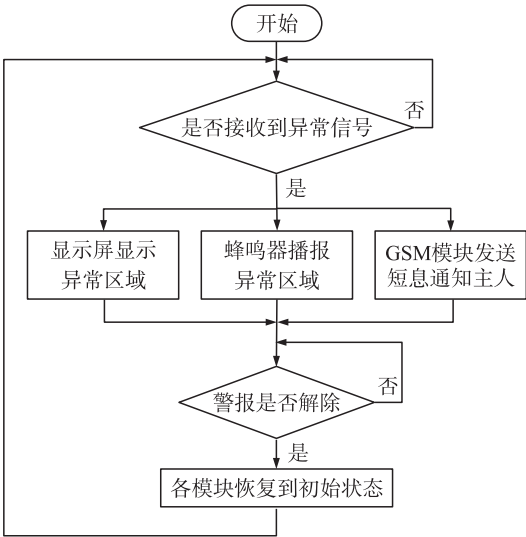 开始
是否接收到异常信号
否
是
显示屏显示
异常区域
蜂鸣器播报
异常区域
GSM模块发送
短息通知主人
警报是否解除
否
是
各模块恢复到初始状态